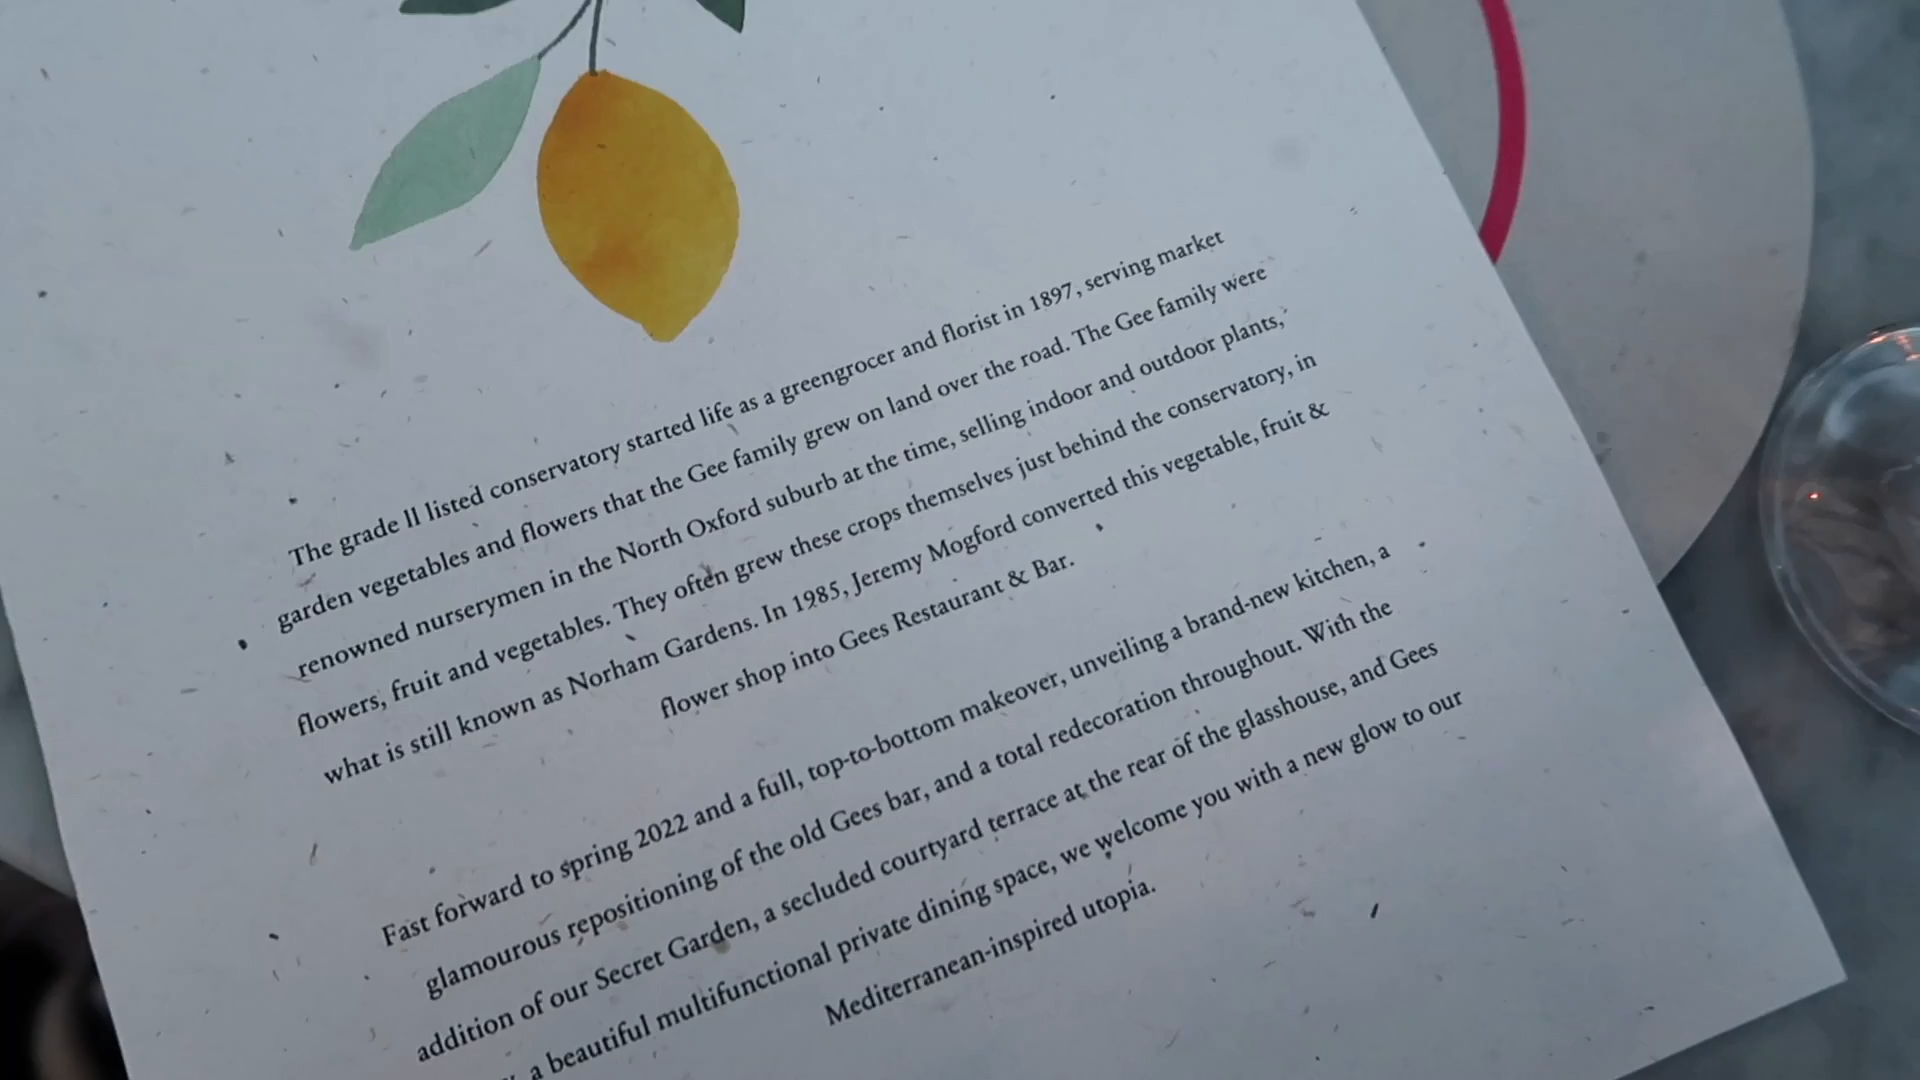 The grade ll listed conservatory started life as a greengrocer and florist in 1897, serving market
garden vegetables and flowers that the Gee family grew on land over the road. The Gee family were
renowned nurserymen in the North Oxford suburb at the time, selling indoor and outdoor plants,
flowers, fruit and vegetables. They often grew these crops themselves just behind the conservatory, in
what is still known as Norham Gardens. In 1985, Jeremy Mogford converted this vegetable, fruit &
flower shop into Gees Restaurant & Bar.
Fast forward to spring 2022 and a full, top-to-bottom makeover, unveiling a brand-new kitchen, a
glamourous repositioning of the old Gees bar, and a total redecoration throughout. With the
addition of our Secret Garden, a secluded courtyard terrace at the rear of the glasshouse, and Gees
a beautiful multifunctional private dining space, we welcome you with a new glow to our
Mediterranean-inspired utopia.